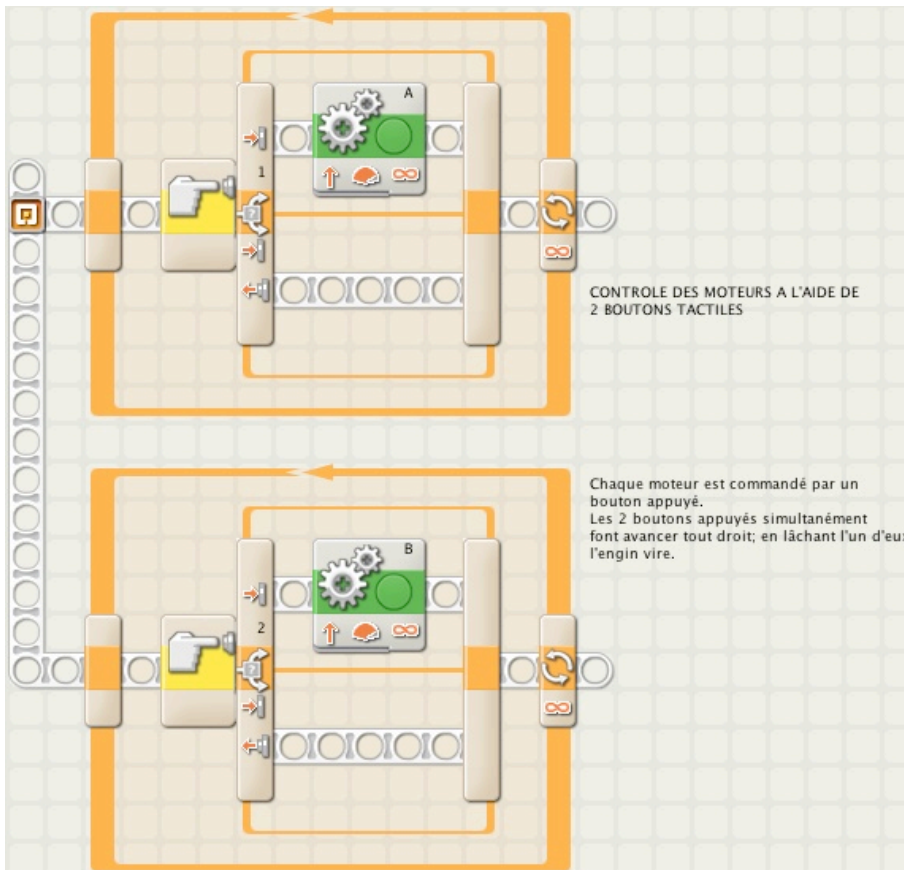 A
1
CONTROLE DES MOTEURS A L'AIDE DE
2 BOUTONS TACTILES
Chaque moteur est commandé par un
bouton appuyé.
Les 2 boutons appuyés simultanément
font avancer tout droit; en lâchant l'un d'eux
l'engin vire.
B
2